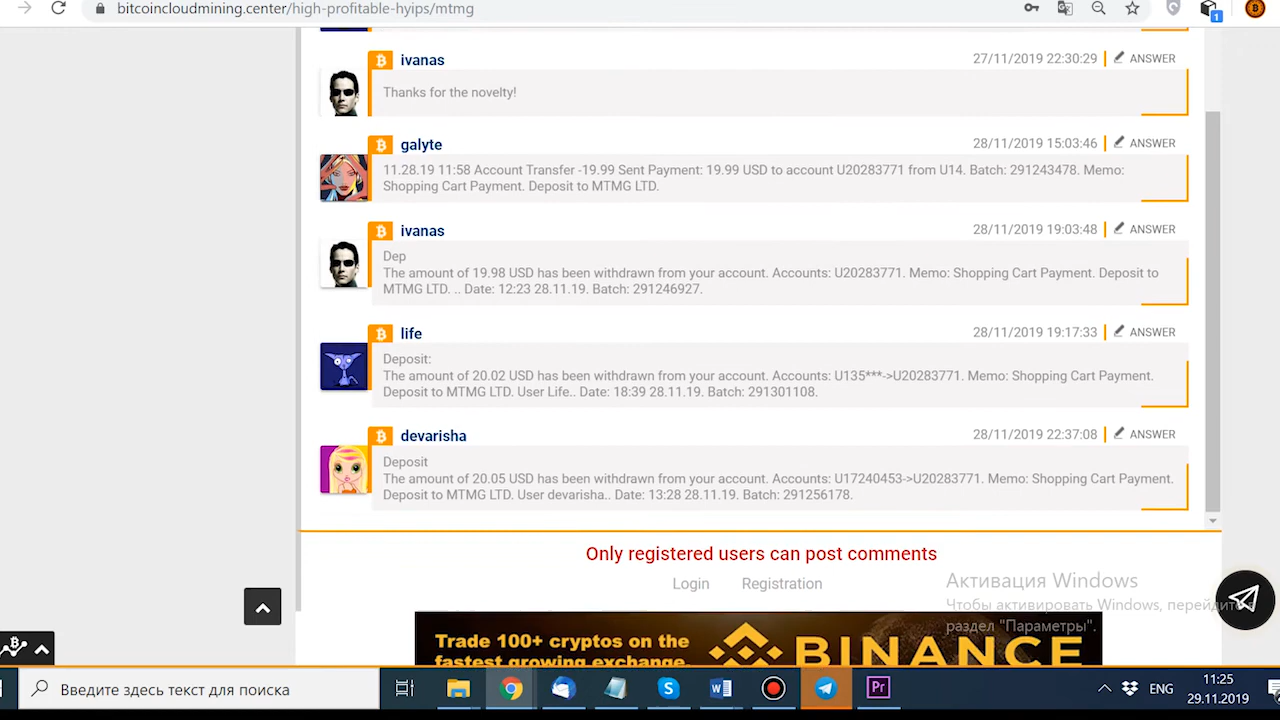 bitcoincloudmining.center/high-profitable-hyips/mtmg
1
ivanas
27/11/2019 22:30:29
ANSWER
Thanks for the novelty!
galyte
28/11/2019 15:03:46
ANSWER
11.28.19 11:58 Account Transfer -19.99 Sent Payment: 19.99 USD to account U20283771 from U14. Batch: 291243478. Memo:
Shopping Cart Payment. Deposit to MTMG LTD.
ivanas
28/11/2019 19:03:48
ANSWER
Dep
The amount of 19.98 USD has been withdrawn from your account. Accounts: U20283771. Memo: Shopping Cart Payment. Deposit to
MTMG LTD. .. Date: 12:23 28.11.19. Batch: 291246927.
life
28/11/2019 19:17:33
ANSWER
Deposit:
The amount of 20.02 USD has been withdrawn from your account. Accounts: U135***->U20283771. Memo: Shopping Cart Payment.
Deposit to MTMG LTD. User Life.. Date: 18:39 28.11.19. Batch: 291301108.
devarisha
28/11/2019 22:37:08
ANSWER
Deposit
The amount of 20.05 USD has been withdrawn from your account. Accounts: U17240453->U20283771. Memo: Shopping Cart Payment.
Deposit to MTMG LTD. User devarisha.. Date: 13:28 28.11.19. Batch: 291256178.
Only registered users can post comments
Login
Registration
Активация Windows
Чтобы активировать Windows, перейдите в
раздел "Параметры".
Trade 100+ cryptos on the
fastest growing exchange.
BINANCE
Введите здесь текст для поиска
Pr
ENG
11:25
29.11.2019